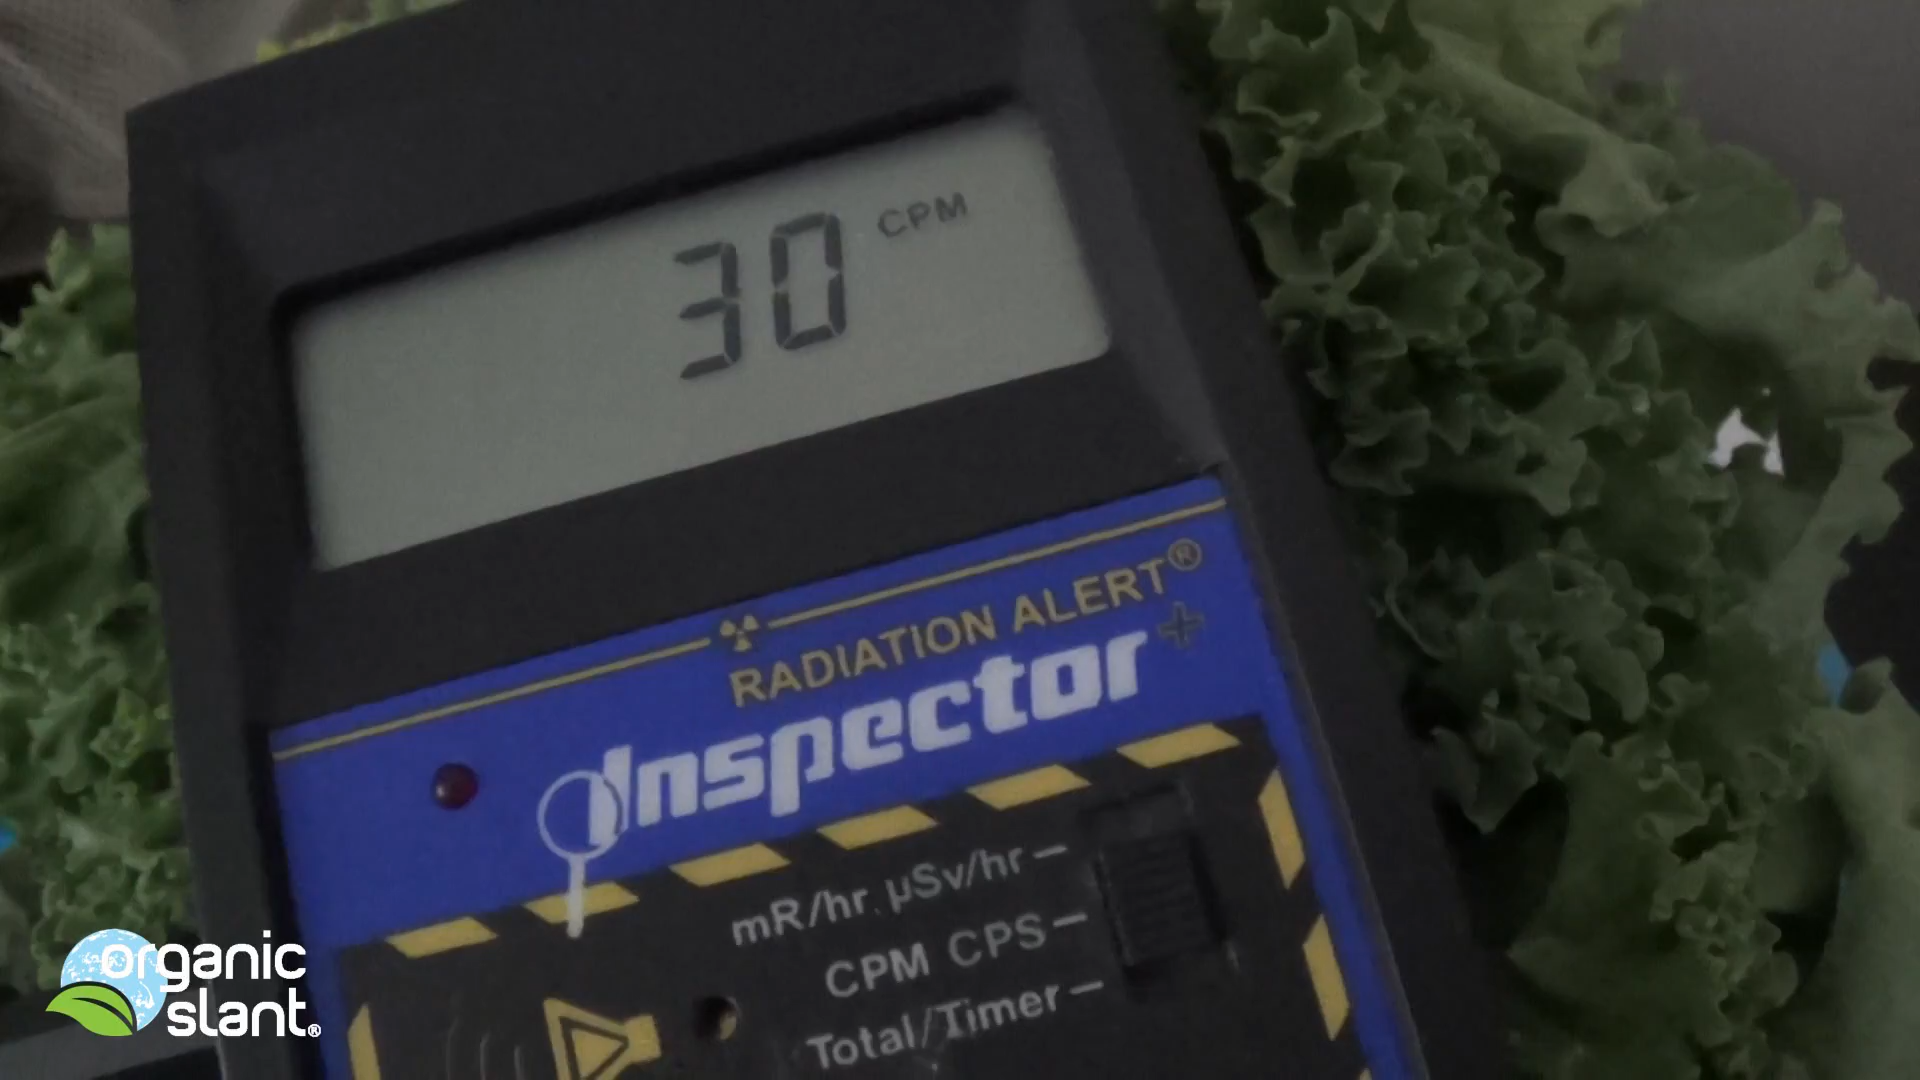 30 CPM
RADIATION ALERT®
Inspector+
mR/hr µSv/hr
CPM CPS
Total/Timer
organic
slant®